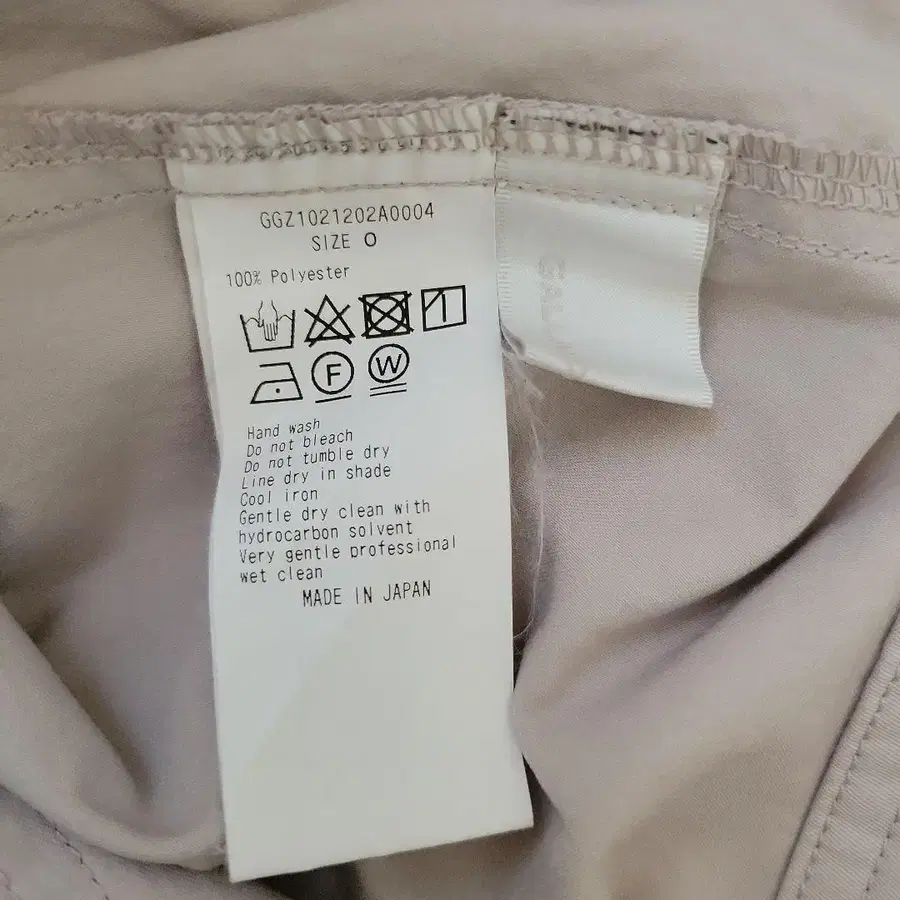 GGZ1021202A0004
SIZE O
100% Polyester
F W
Hand wash
Do not bleach
Do not tumble dry
Line dry in shade
Cool iron
Gentle dry clean with
hydrocarbon solvent
Very gentle professional
wet clean
MADE IN JAPAN